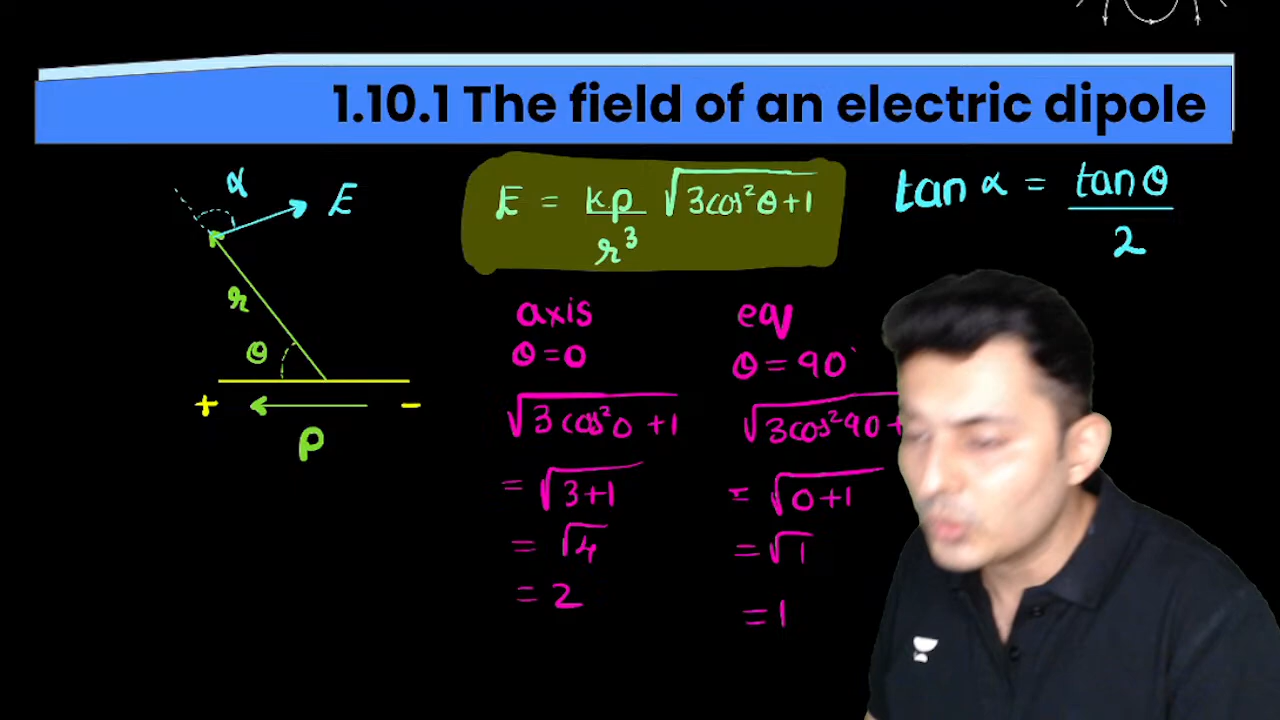 1.10.1 The field of an electric dipole
α
E
r
θ
+
-
p
E = kp/r³ √(3cos²θ+1)
tan α = tanθ/2
axis
θ = 0
√(3cos²0 +1)
= √(3+1)
= √4
= 2
eq
θ = 90°
√(3cos²90+
= √(0+1)
= √1
= 1